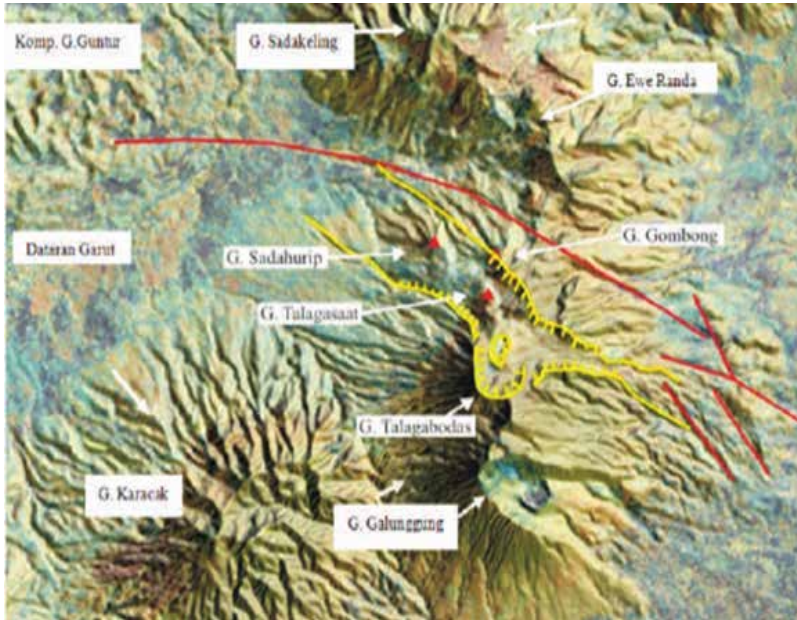 Komp. G.Guntur
G. Sadakeling
G. Ewe Randa
Dataran Garut
G. Sadahurip
G. Gombong
G. Talagasaat
G. Talagabodas
G. Karacak
G. Galunggung